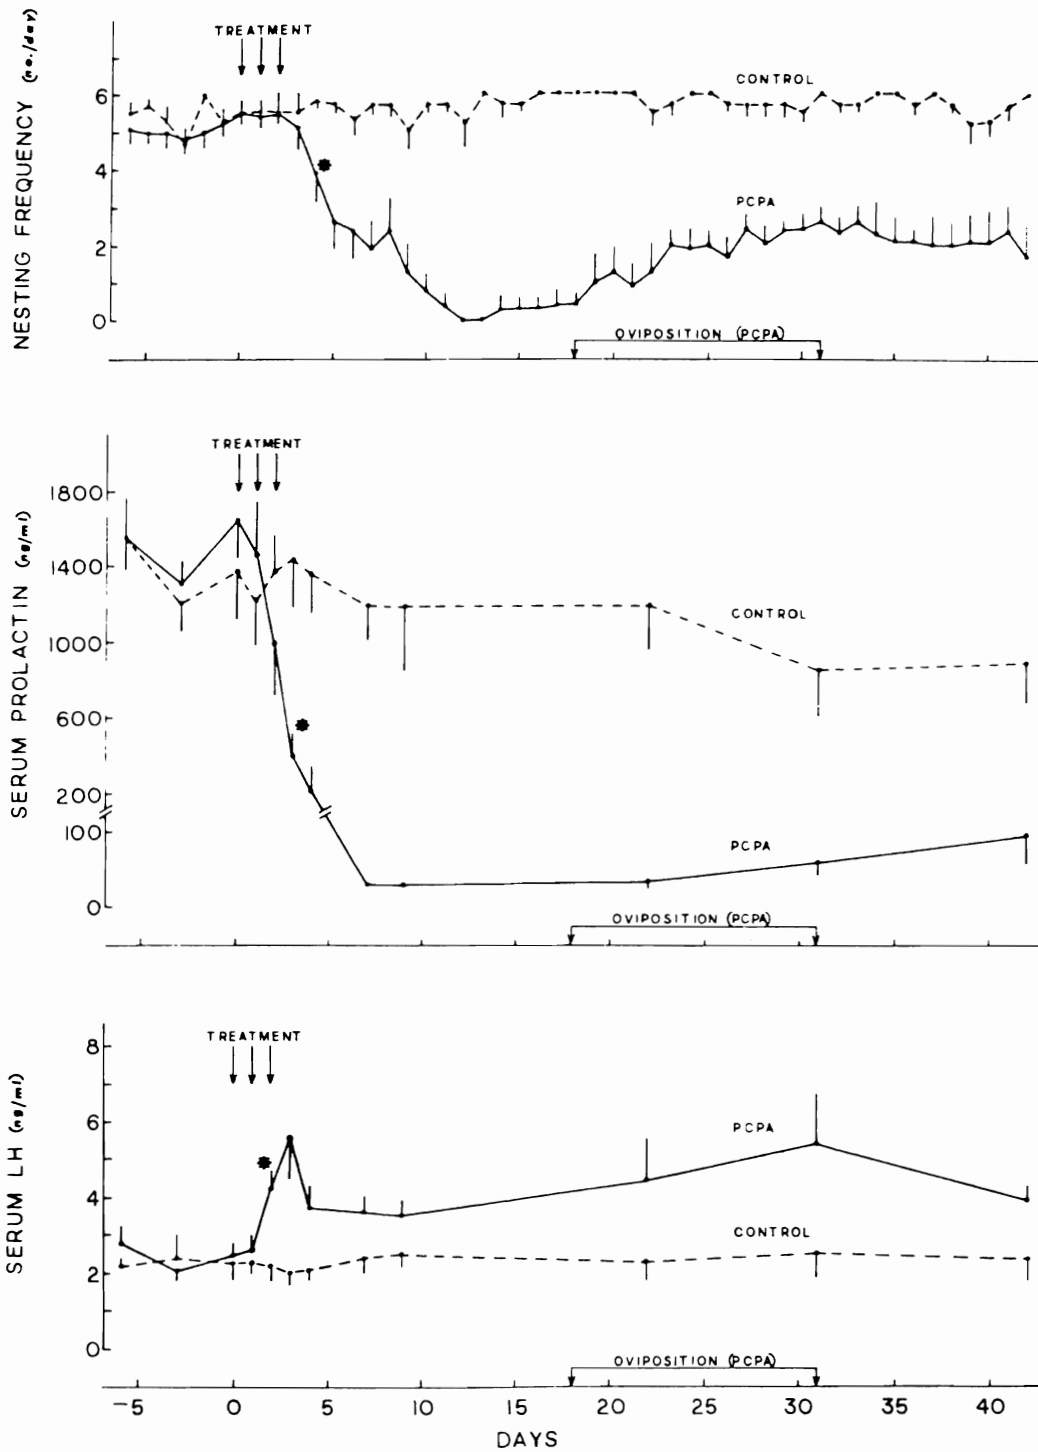 NESTING FREQUENCY (no./day)
TREATMENT
CONTROL
PCPA
6
4
2
0
OVIPOSITION (PCPA)
SERUM PROLACTIN (ng/ml)
TREATMENT
1800
1400
1000
600
200
100
0
CONTROL
PCPA
OVIPOSITION (PCPA)
SERUM LH (ng/ml)
TREATMENT
8
6
4
2
0
PCPA
CONTROL
OVIPOSITION (PCPA)
-5 0 5 10 15 20 25 30 35 40
DAYS